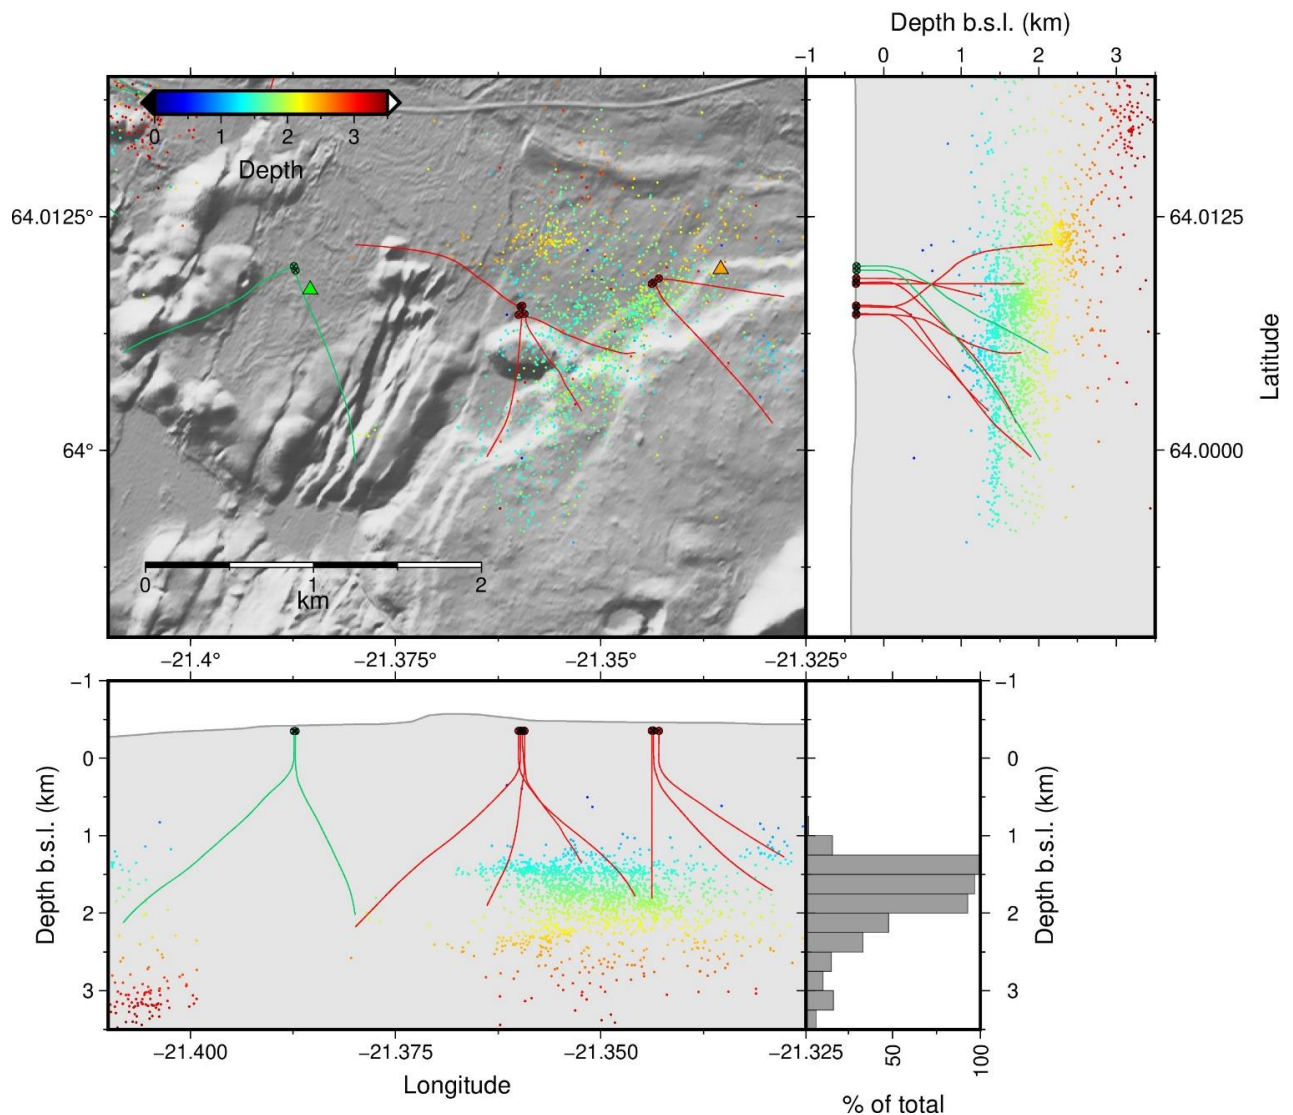 Depth b.s.l. (km)
−1 0 1 2 3
0 1 2 3
Depth
64.0125°
64.0125
64°
64.0000
Latitude
0 1 2
km
−21.4° −21.375° −21.35° −21.325°
−1
0
1
2
3
Depth b.s.l. (km)
−1
0
1
2
3
Depth b.s.l. (km)
−21.400 −21.375 −21.350 −21.325
50 100
Longitude
% of total